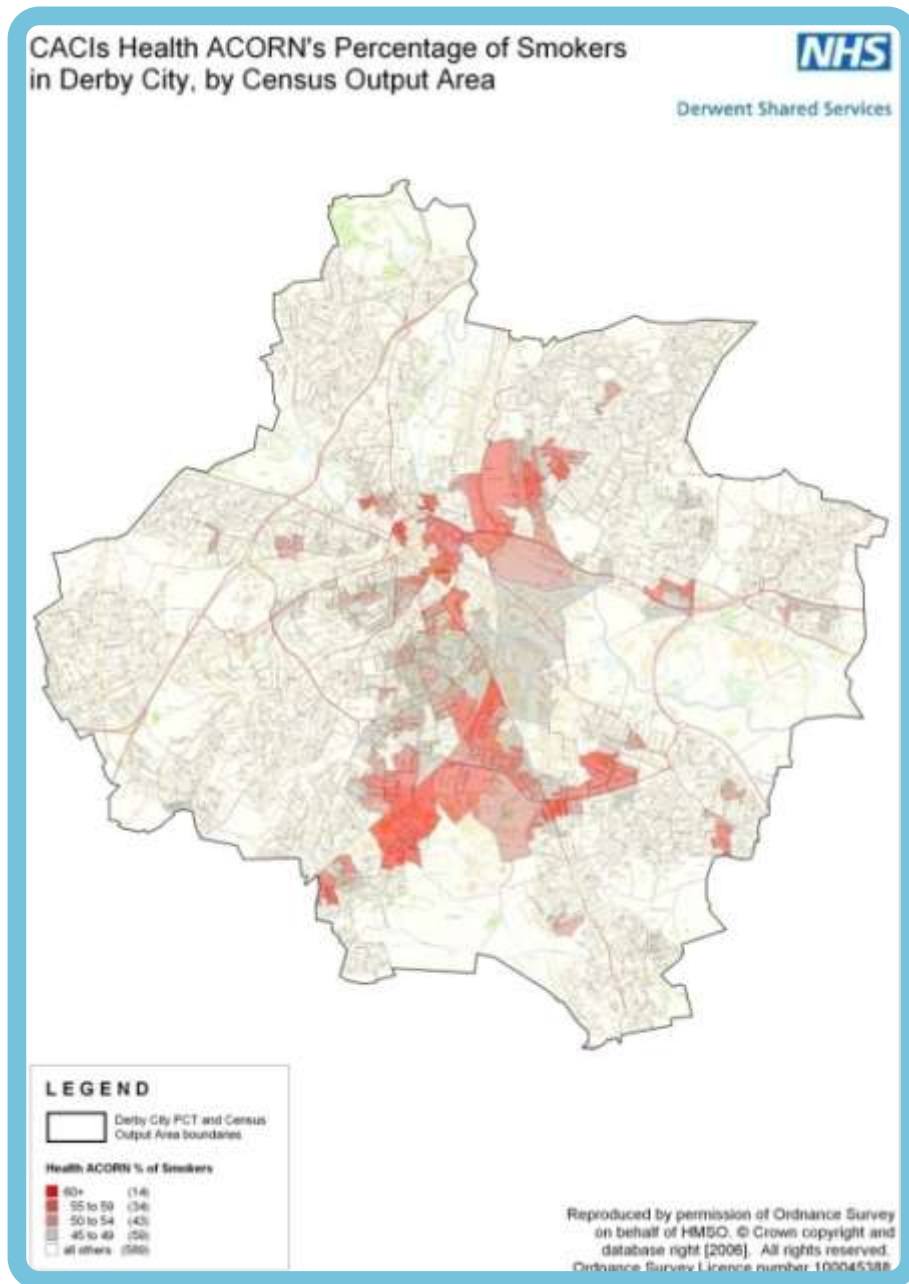 CACIs Health ACORN's Percentage of Smokers
in Derby City, by Census Output Area
NHS
Derwent Shared Services
LEGEND
Derby City PCT and Census
Output Area boundaries
Health ACORN % of Smokers
60+ (14)
55 to 59 (34)
50 to 54 (43)
45 to 49
all others
Reproduced by permission of Ordnance Survey
on behalf of HMSO. © Crown copyright and
database right [2006]. All rights reserved.
Ordnance Survey Licence number 100045388